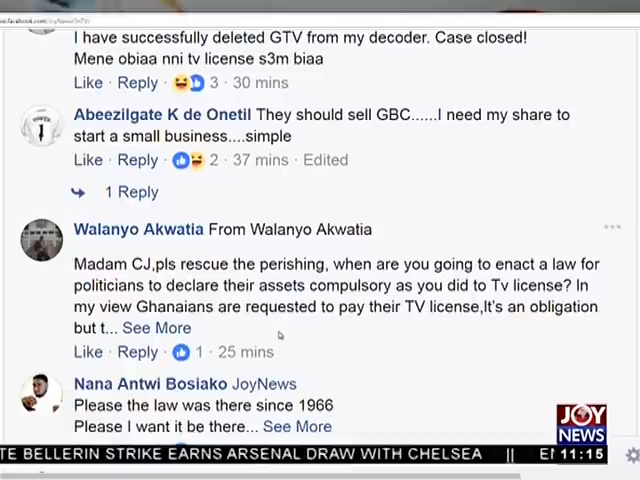 www.facebook.com/JoyNewsOnTV/
I have successfully deleted GTV from my decoder. Case closed!
Mene obiaa nni tv license s3m biaa
Like · Reply · 3 · 30 mins
Abeezilgate K de Onetil They should sell GBC......I need my share to
start a small business....simple
Like · Reply · 2 · 37 mins · Edited
1 Reply
Walanyo Akwatia From Walanyo Akwatia
Madam CJ,pls rescue the perishing, when are you going to enact a law for
politicians to declare their assets compulsory as you did to Tv license? In
my view Ghanaians are requested to pay their TV license,It's an obligation
but t... See More
Like · Reply · 1 · 25 mins
Nana Antwi Bosiako JoyNews
Please the law was there since 1966
Please I want it be there... See More
JOY
NEWS
TE BELLERIN STRIKE EARNS ARSENAL DRAW WITH CHELSEA || 
11:15